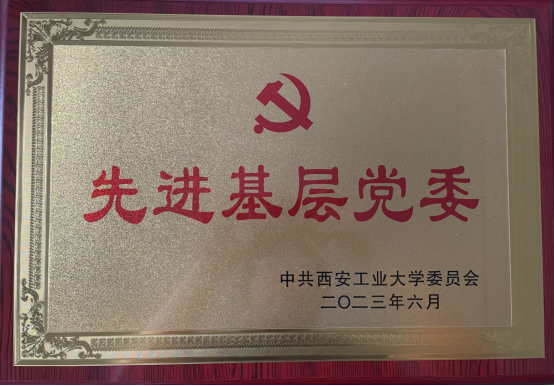 先进基层党委
中共西安工业大学委员会
二〇二三年六月